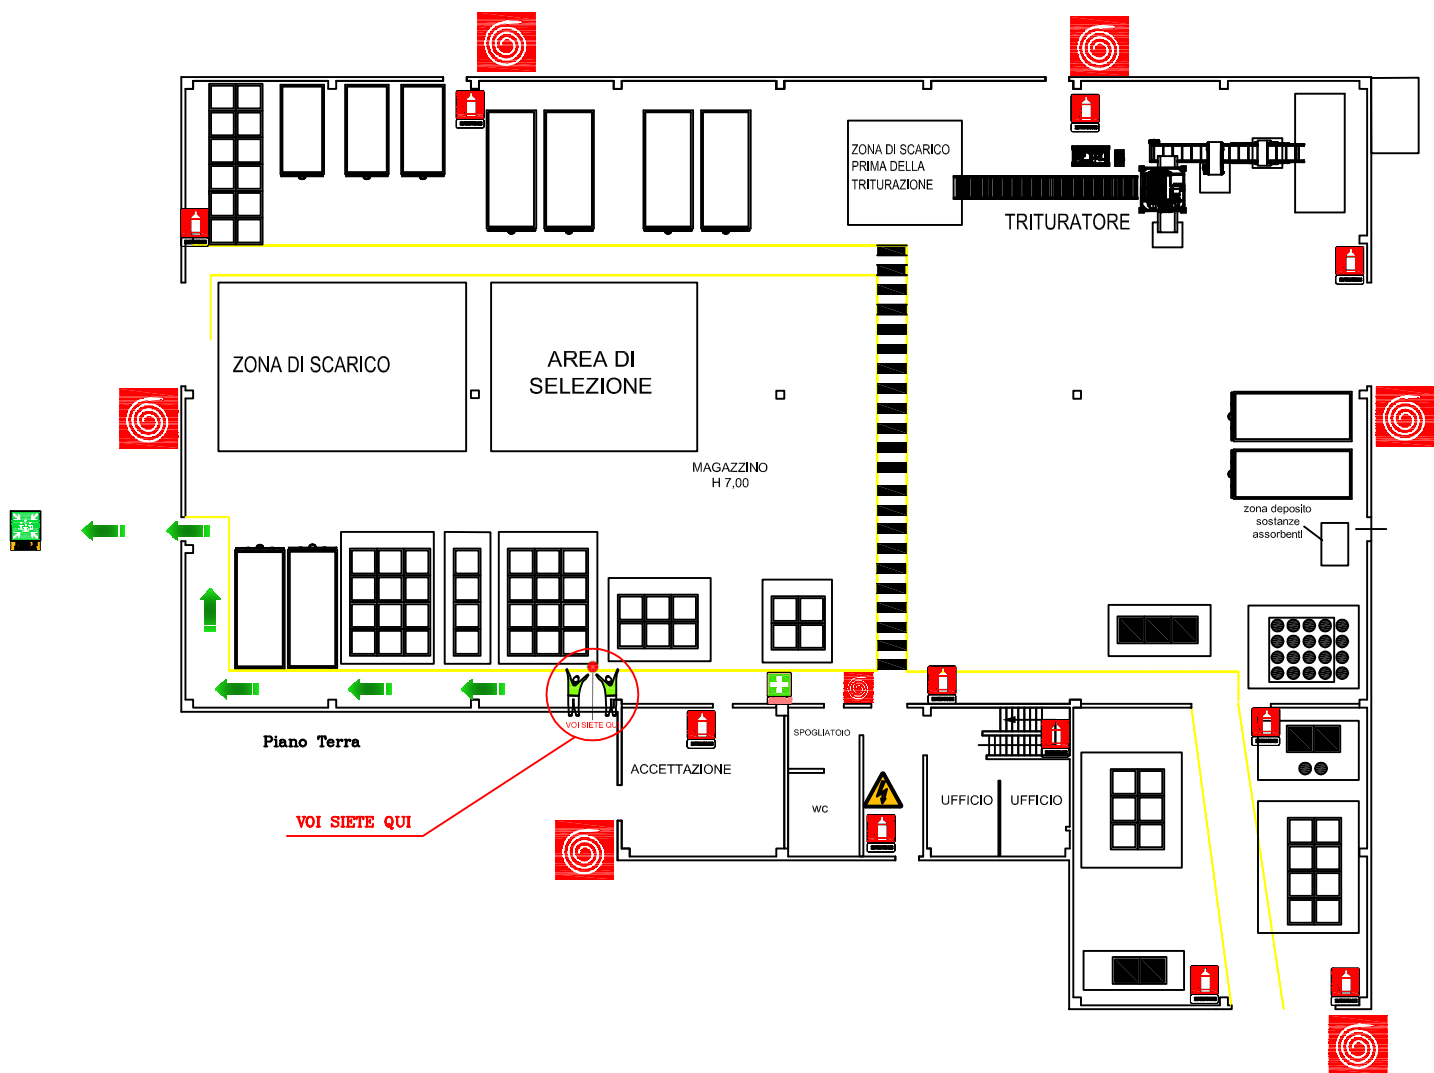 ZONA DI SCARICO
PRIMA DELLA
TRITURAZIONE
TRITURATORE
ZONA DI SCARICO
AREA DI
SELEZIONE
MAGAZZINO
H 7,00
zona deposito
sostanze
assorbenti
VOI SIETE QUI
Piano Terra
SPOGLIATOIO
ACCETTAZIONE
WC
UFFICIO
UFFICIO
VOI SIETE QUI